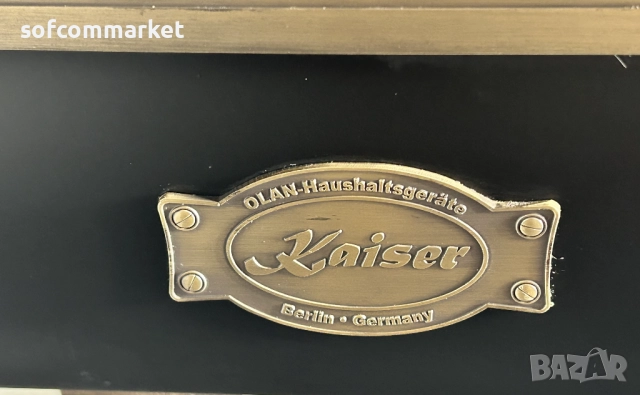 sofcommarket
OLAN-Haushaltsgeräte
Kaiser
Berlin • Germany
BAZAR